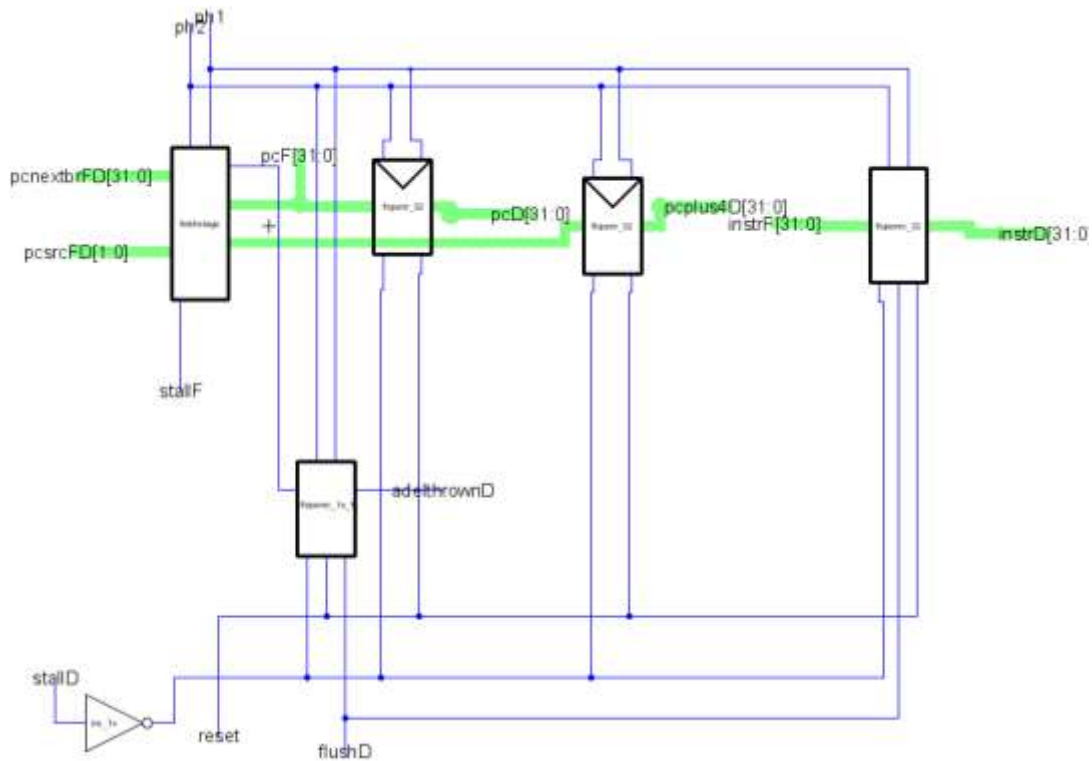 ph1
ph2
pcF[31:0]
pcnextbrFD[31:0]
pcD[31:0]
pcplus4D[31:0]
instrF[31:0]
instrD[31:0]
pcsrcFD[1:0]
stallF
adelthrownD
stallD
reset
flushD